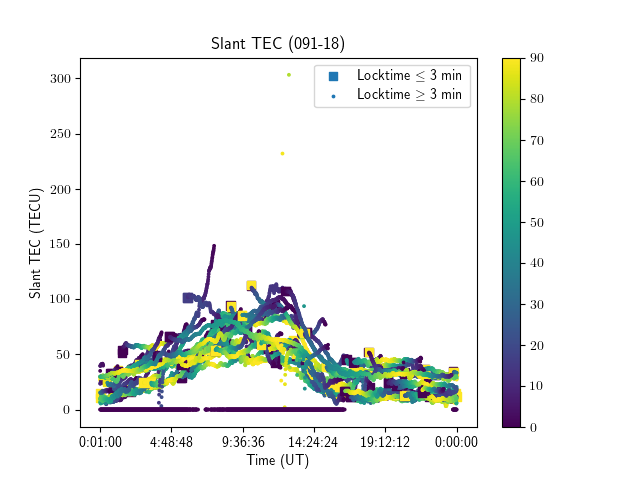 Slant TEC (091-18)
Locktime ≤ 3 min
Locktime ≥ 3 min
300
250
200
150
100
50
0
Slant TEC (TECU)
0:01:00 4:48:48 9:36:36 14:24:24 19:12:12 0:00:00
Time (UT)
90
80
70
60
50
40
30
20
10
0